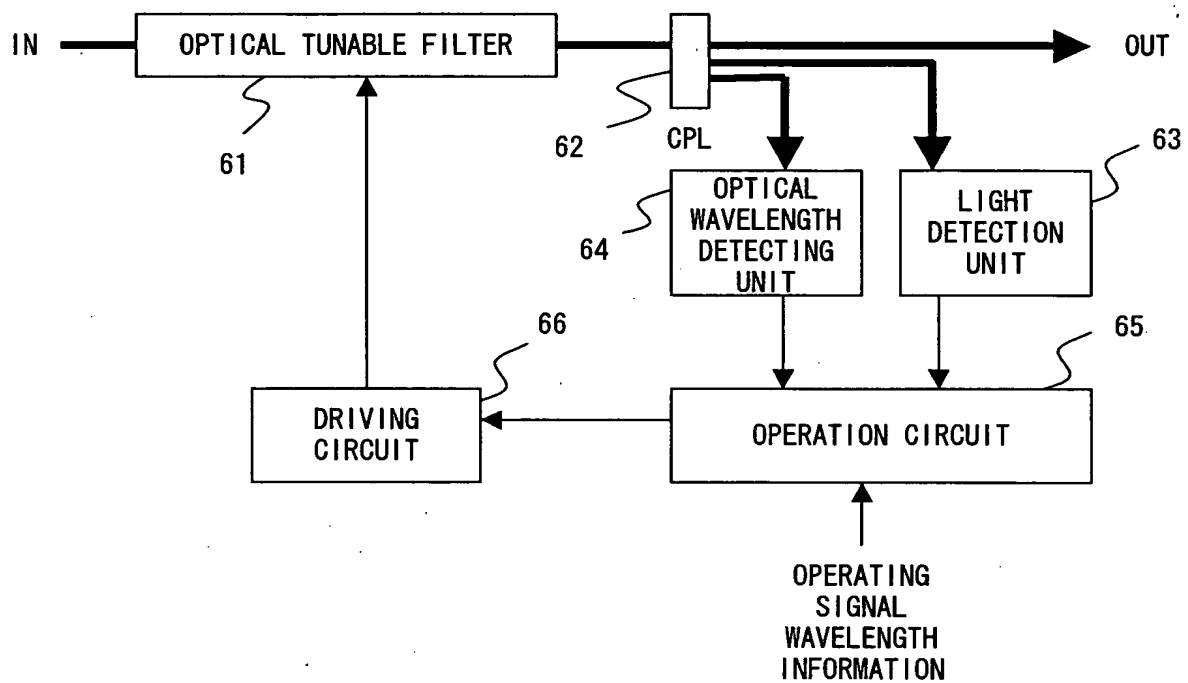 IN
OPTICAL TUNABLE FILTER
OUT
61
62
CPL
63
OPTICAL
WAVELENGTH
DETECTING
UNIT
64
LIGHT
DETECTION
UNIT
66
65
DRIVING
CIRCUIT
OPERATION CIRCUIT
OPERATING
SIGNAL
WAVELENGTH
INFORMATION